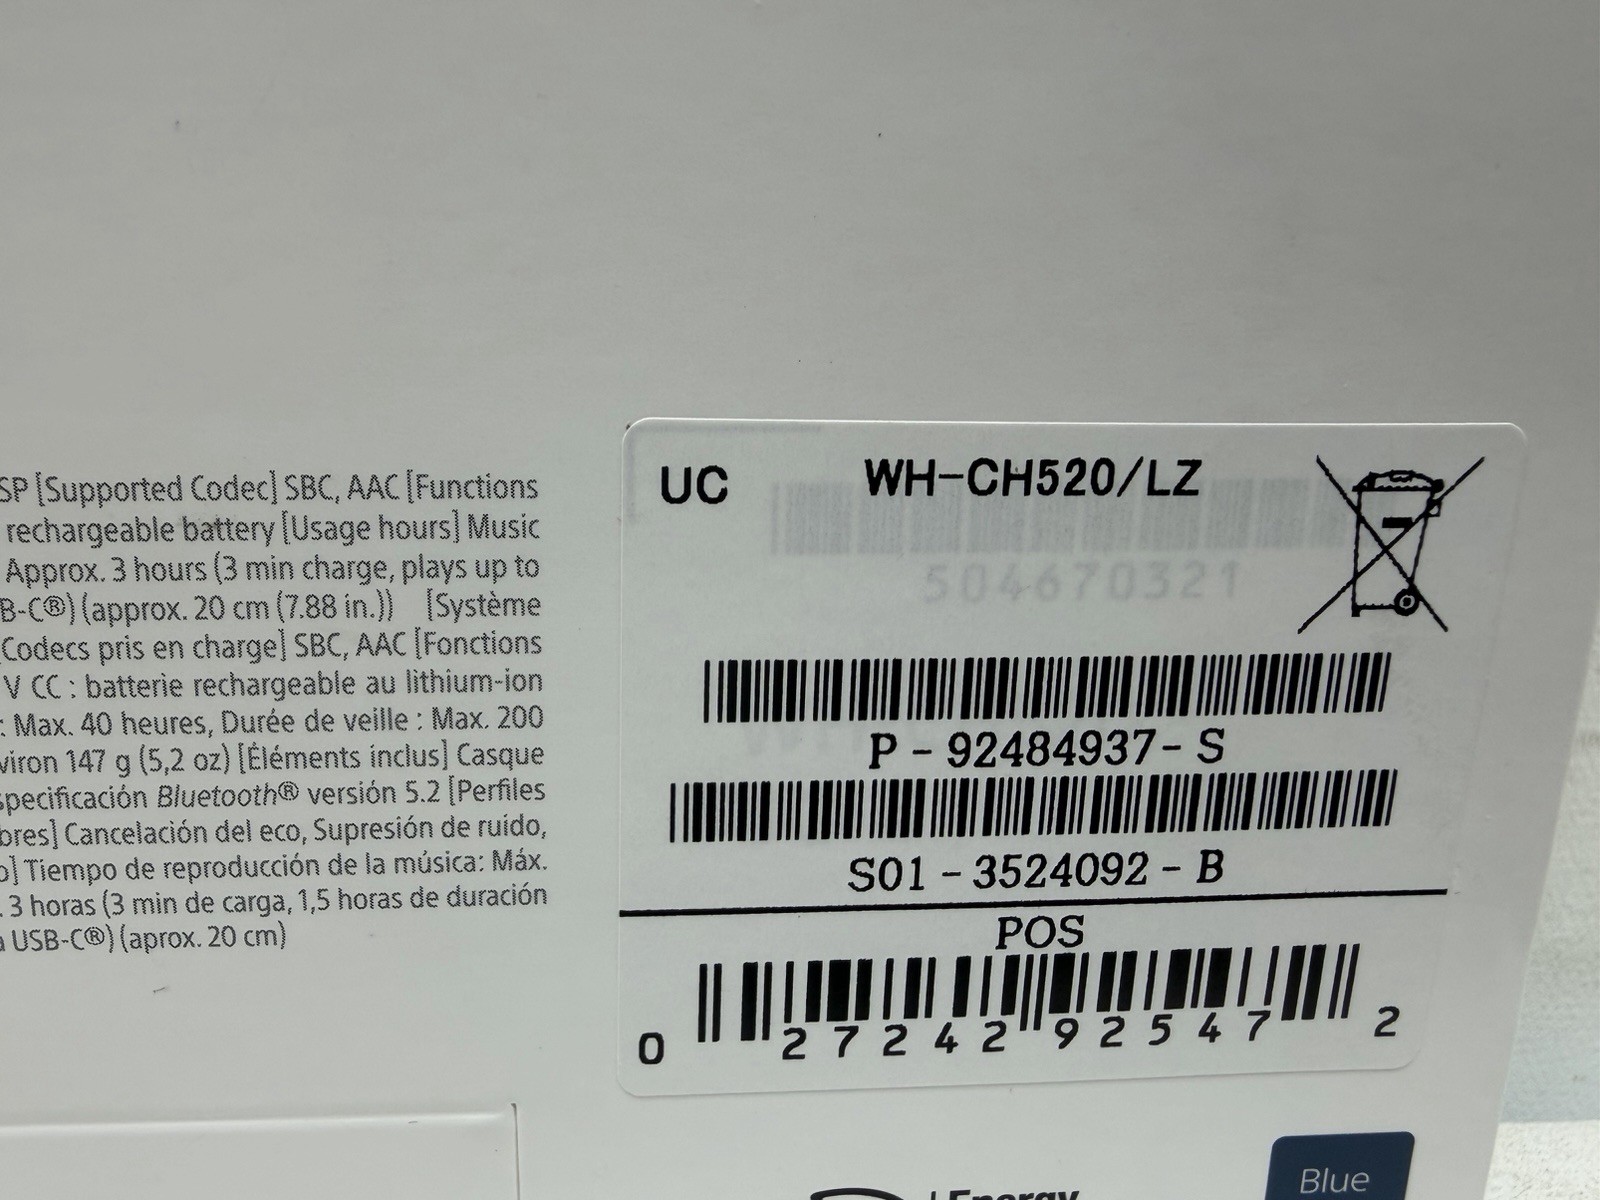 SP [Supported Codec] SBC, AAC [Functions
rechargeable battery [Usage hours] Music
Approx. 3 hours (3 min charge, plays up to
B-C®) (approx. 20 cm (7.88 in.)) [Système
[Codecs pris en charge] SBC, AAC [Fonctions
V CC : batterie rechargeable au lithium-ion
: Max. 40 heures, Durée de veille : Max. 200
viron 147 g (5,2 oz) [Éléments inclus] Casque
specificación Bluetooth® versión 5.2 [Perfiles
bres] Cancelación del eco, Supresión de ruido,
o] Tiempo de reproducción de la música: Máx.
. 3 horas (3 min de carga, 1,5 horas de duración
a USB-C®) (aprox. 20 cm)
UC WH-CH520/LZ
504670321
P - 92484937 - S
S01 - 3524092 - B
POS
0 27242 92547 2
Energy
Blue